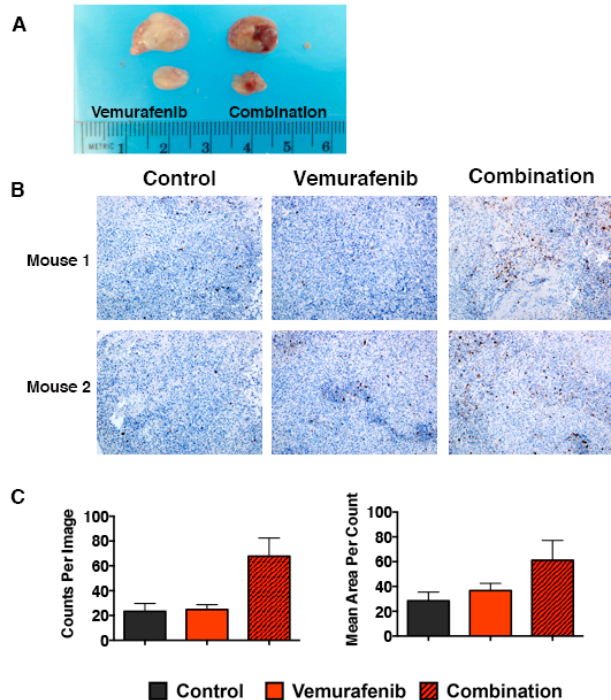 A
Vemurafenib Combination
METRIC 1 2 3 4 5 6
Control Vemurafenib Combination
B
Mouse 1
Mouse 2
C
Counts Per Image
100
80
60
40
20
0
Mean Area Per Count
100
80
60
40
20
0
Control Vemurafenib Combination